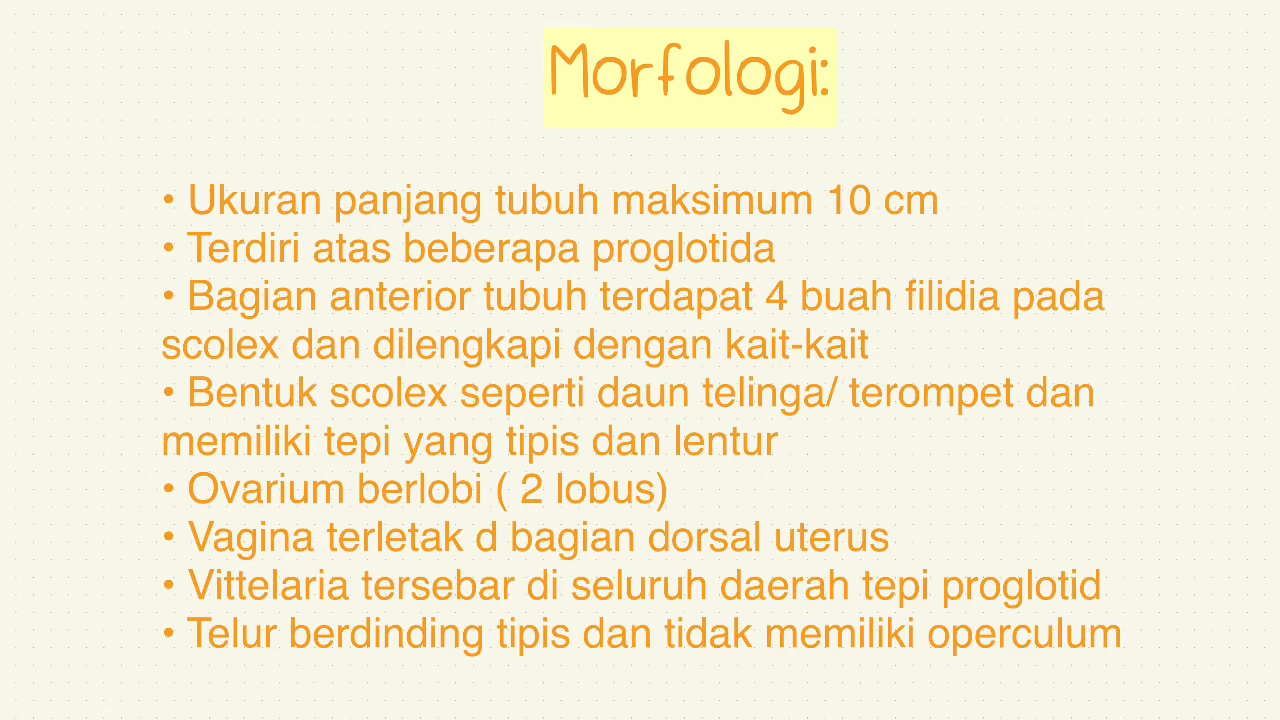 Morfologi:
• Ukuran panjang tubuh maksimum 10 cm
• Terdiri atas beberapa proglotida
• Bagian anterior tubuh terdapat 4 buah filidia pada
scolex dan dilengkapi dengan kait-kait
• Bentuk scolex seperti daun telinga/ terompet dan
memiliki tepi yang tipis dan lentur
• Ovarium berlobi ( 2 lobus)
• Vagina terletak d bagian dorsal uterus
• Vittelaria tersebar di seluruh daerah tepi proglotid
• Telur berdinding tipis dan tidak memiliki operculum